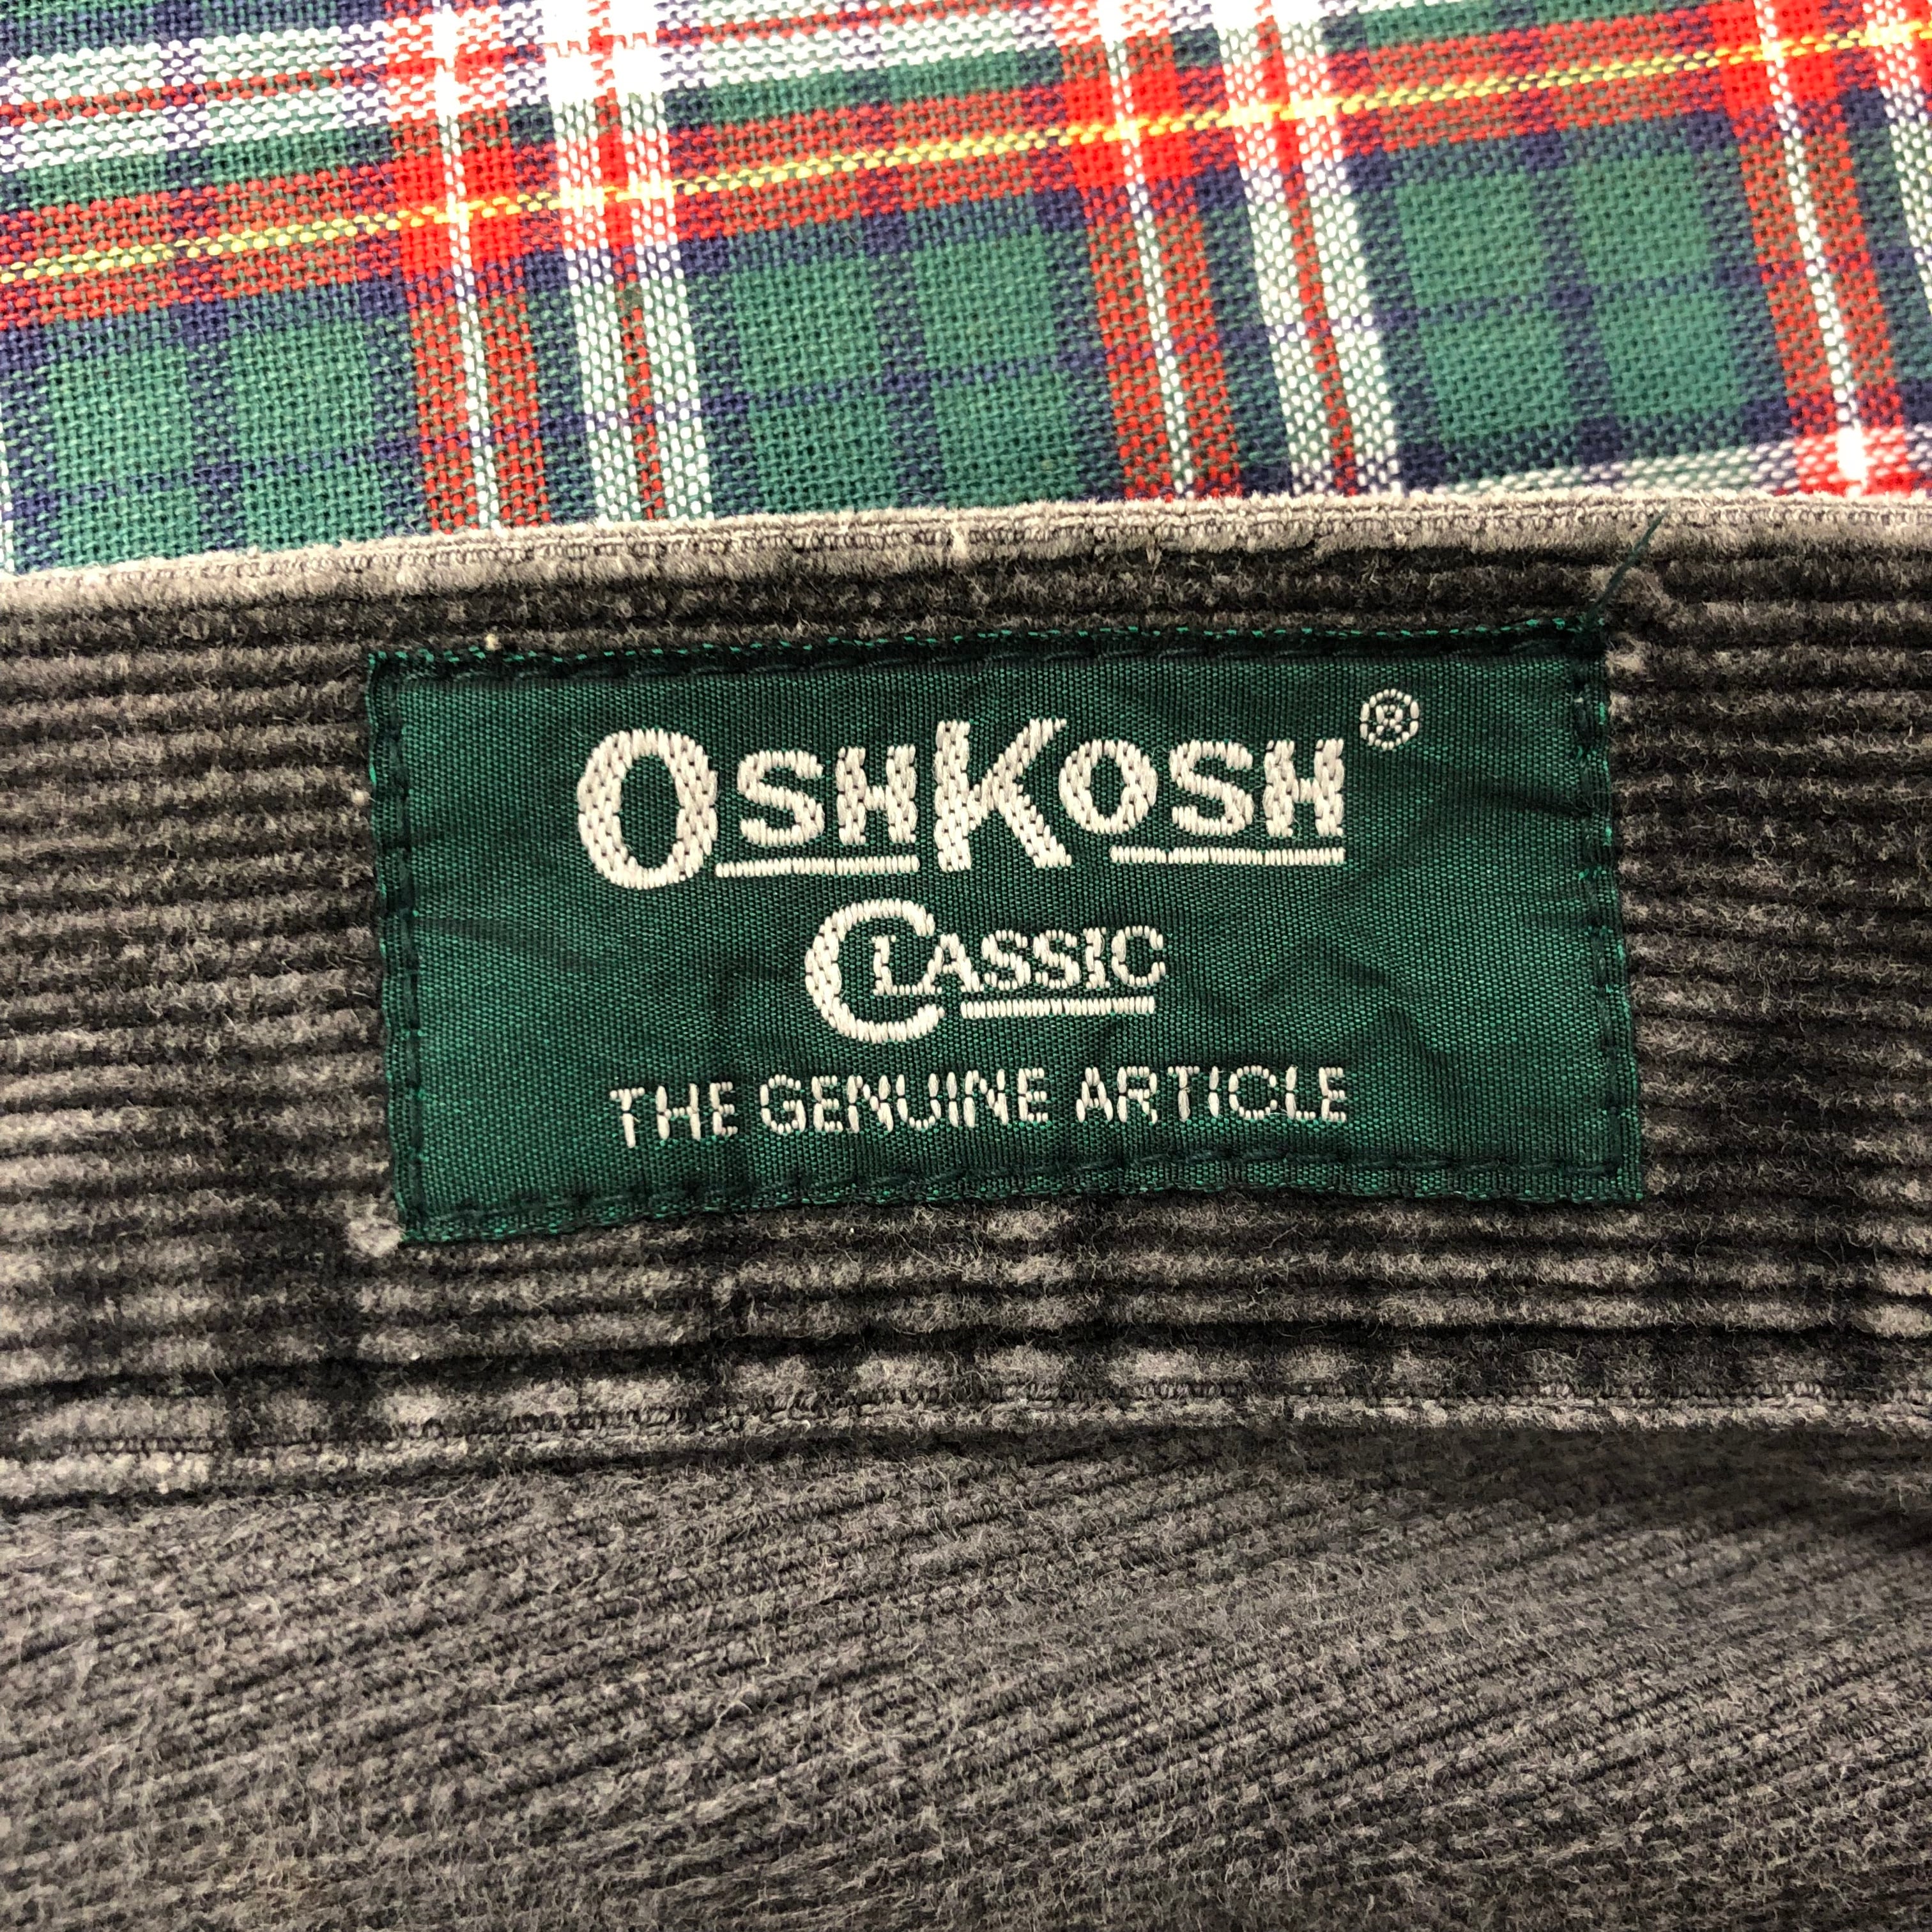 OSHKOSH®
CLASSIC
THE GENUINE ARTICLE